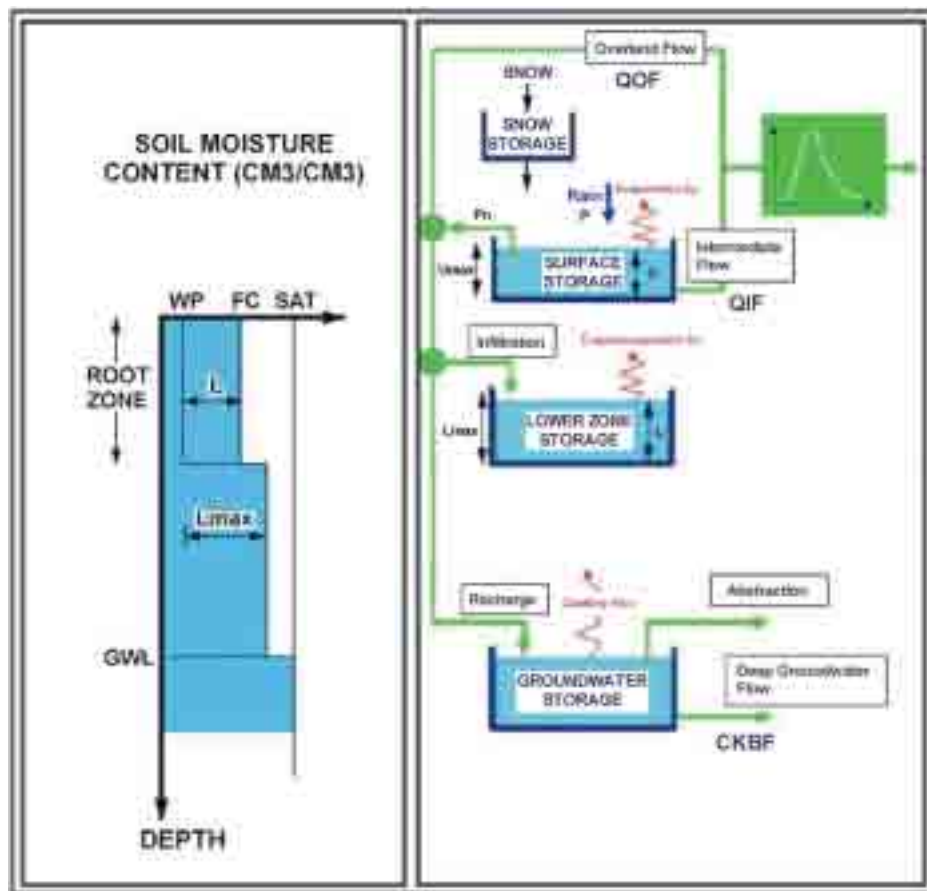 SOIL MOISTURE
CONTENT (CM3/CM3)
WP FC SAT
ROOT
ZONE
L
Lmax
GWL
DEPTH
Overland Flow
QOF
SNOW
SNOW
STORAGE
Rain
P
Pn
Umax
SURFACE
STORAGE
Intermediate
Flow
QIF
Infiltration
Lmax
LOWER ZONE
STORAGE
L
Recharge
Abstraction
GROUNDWATER
STORAGE
Deep Groundwater
Flow
CKBF